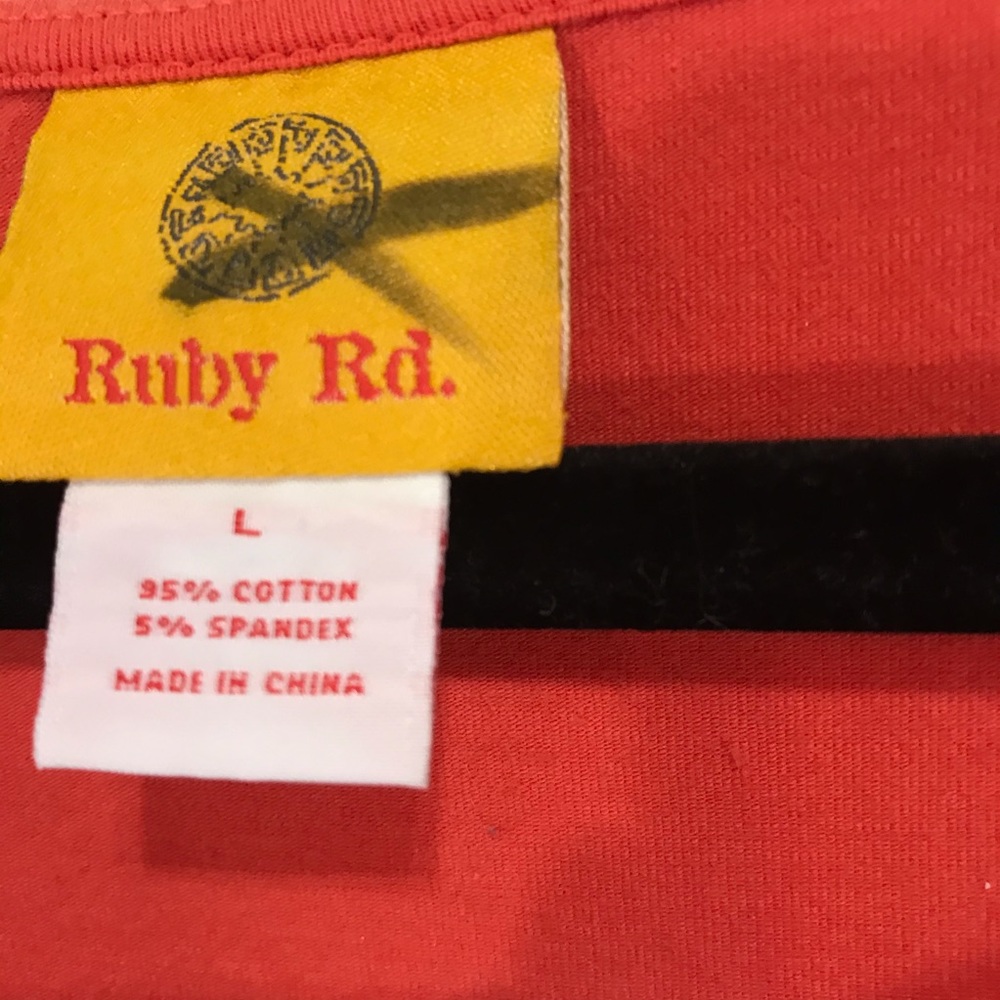 Ruby Rd.
L
95% COTTON
5% SPANDEX
MADE IN CHINA